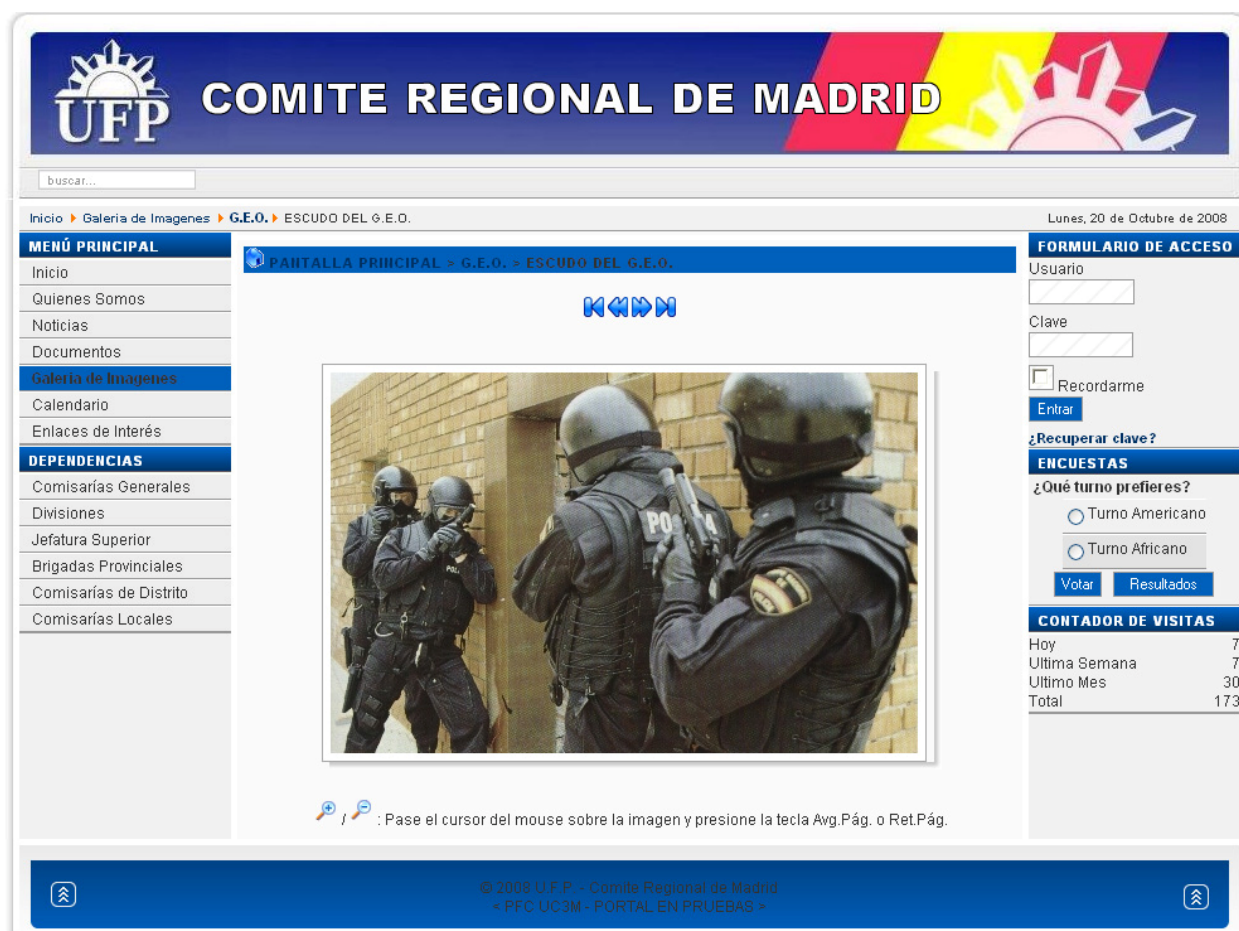 UFP
COMITE REGIONAL DE MADRID
buscar...
Inicio Galeria de Imagenes G.E.O. ESCUDO DEL G.E.O.
Lunes, 20 de Octubre de 2008
MENÚ PRINCIPAL
Inicio
Quienes Somos
Noticias
Documentos
Galeria de Imagenes
Calendario
Enlaces de Interés
DEPENDENCIAS
Comisarías Generales
Divisiones
Jefatura Superior
Brigadas Provinciales
Comisarías de Distrito
Comisarías Locales
PANTALLA PRINCIPAL > G.E.O. > ESCUDO DEL G.E.O.
/ : Pase el cursor del mouse sobre la imagen y presione la tecla Avg.Pág. o Ret.Pág.
FORMULARIO DE ACCESO
Usuario
Clave
Recordarme
Entrar
¿Recuperar clave?
ENCUESTAS
¿Qué turno prefieres?
Turno Americano
Turno Africano
Votar Resultados
CONTADOR DE VISITAS
Hoy 7
Ultima Semana 7
Ultimo Mes 30
Total 173
© 2008 U.F.P. - Comite Regional de Madrid
< PFC UC3M - PORTAL EN PRUEBAS >